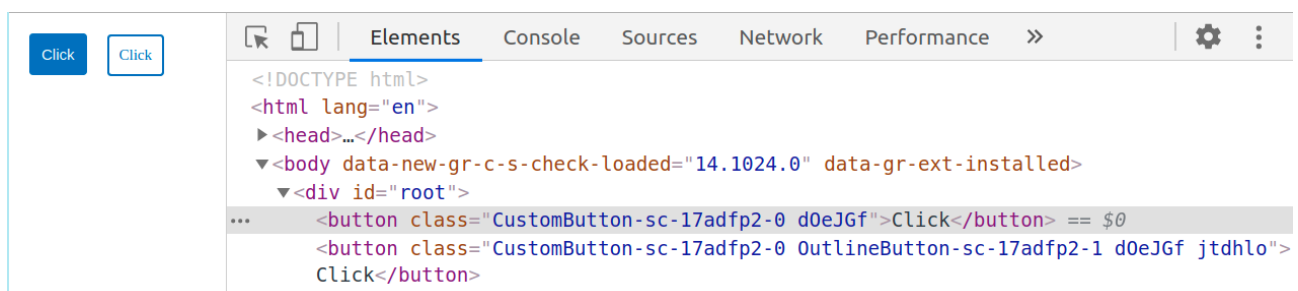 Click Click
Elements Console Sources Network Performance »
<!DOCTYPE html>
<html lang="en">
▶<head>…</head>
▼<body data-new-gr-c-s-check-loaded="14.1024.0" data-gr-ext-installed>
▼<div id="root">
••• <button class="CustomButton-sc-17adfp2-0 dOeJGf">Click</button> == $0
<button class="CustomButton-sc-17adfp2-0 OutlineButton-sc-17adfp2-1 dOeJGf jtdhlo">
Click</button>